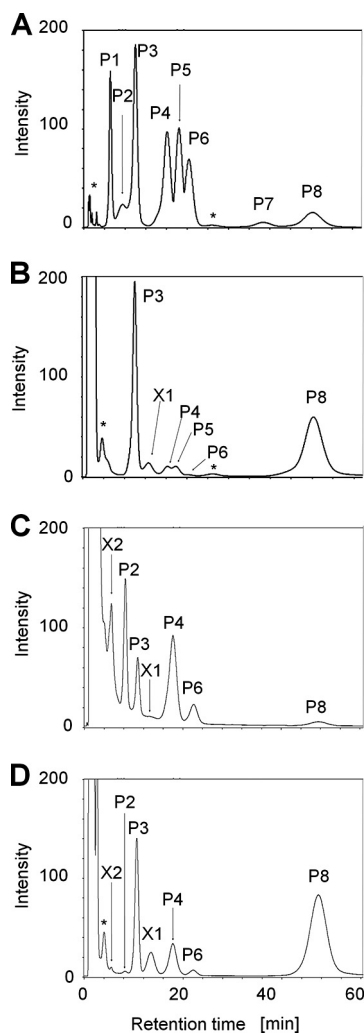 A
200
P1
P2
P3
P4
P5
P6
P7
P8
*
*
100
0
Intensity
B
200
P3
X1
P4
P5
P6
P8
*
*
100
0
Intensity
C
200
X2
P2
P3
X1
P4
P6
P8
100
0
Intensity
D
200
P2
P3
X2
X1
P4
P6
P8
*
100
0
Intensity
0 20 40 60
Retention time [min]